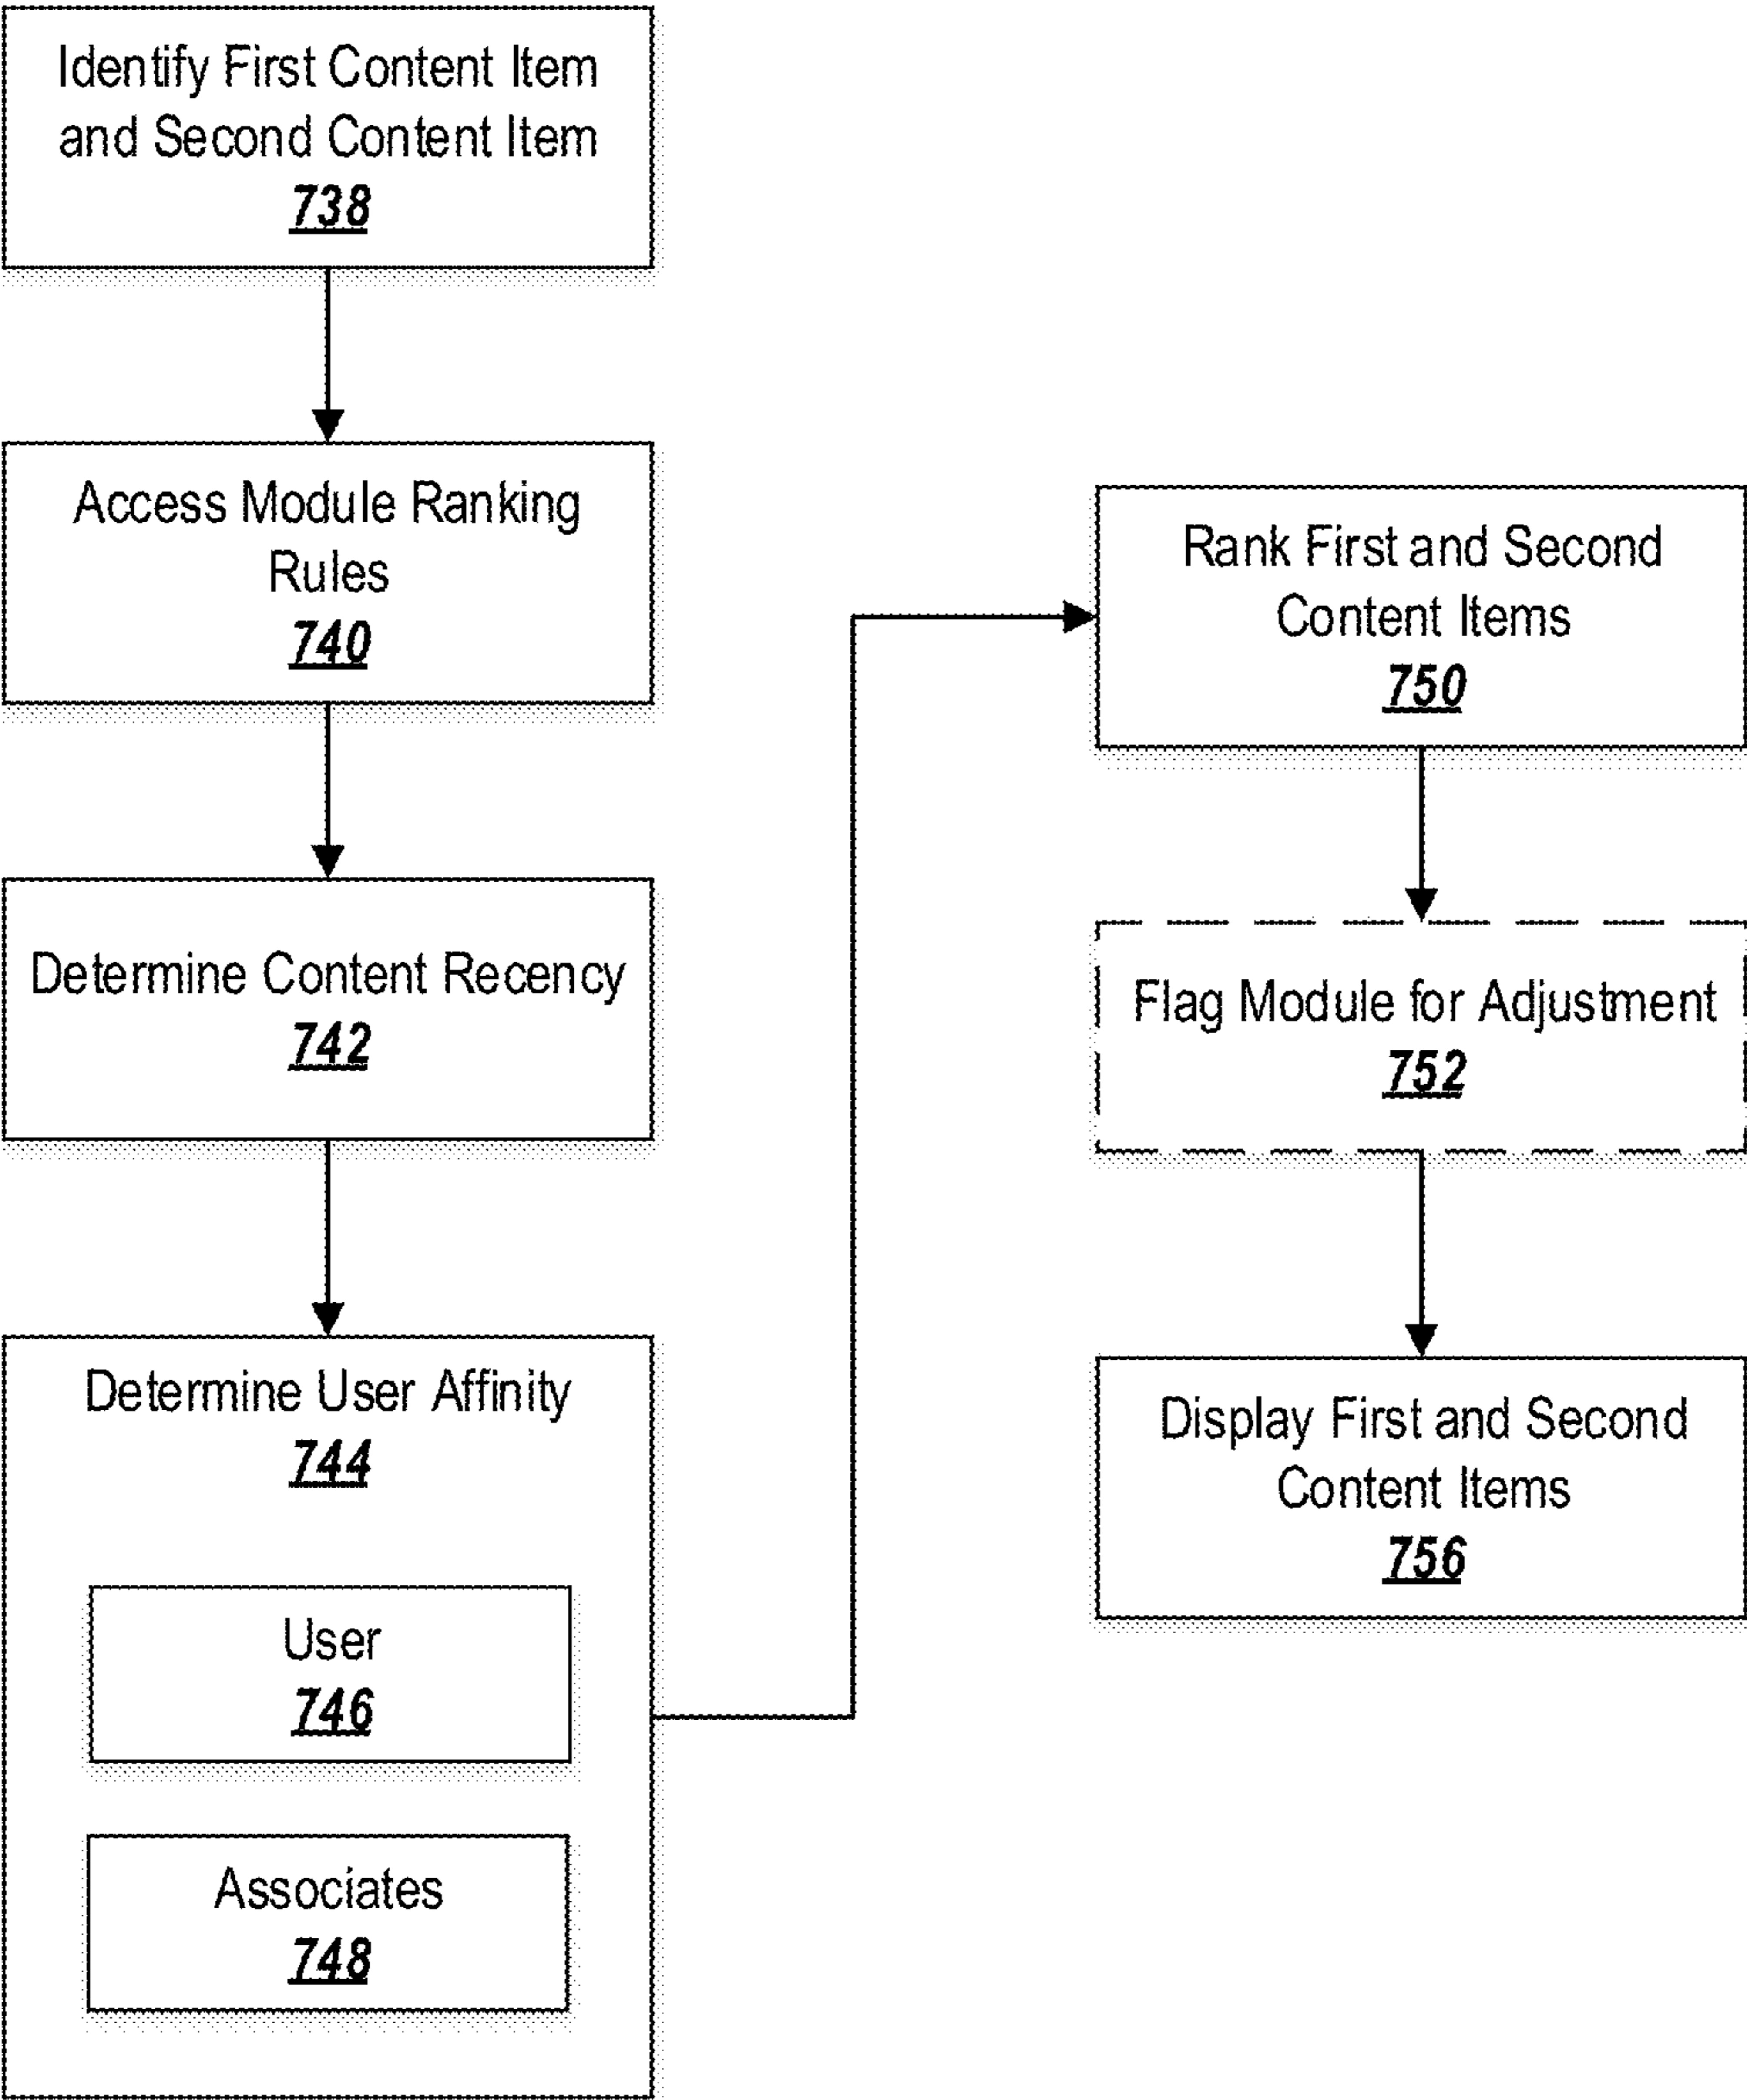 Identify First Content Item
and Second Content Item
738
Access Module Ranking
Rules
740
Determine Content Recency
742
Determine User Affinity
744
User
746
Associates
748
Rank First and Second
Content Items
750
Flag Module for Adjustment
752
Display First and Second
Content Items
756